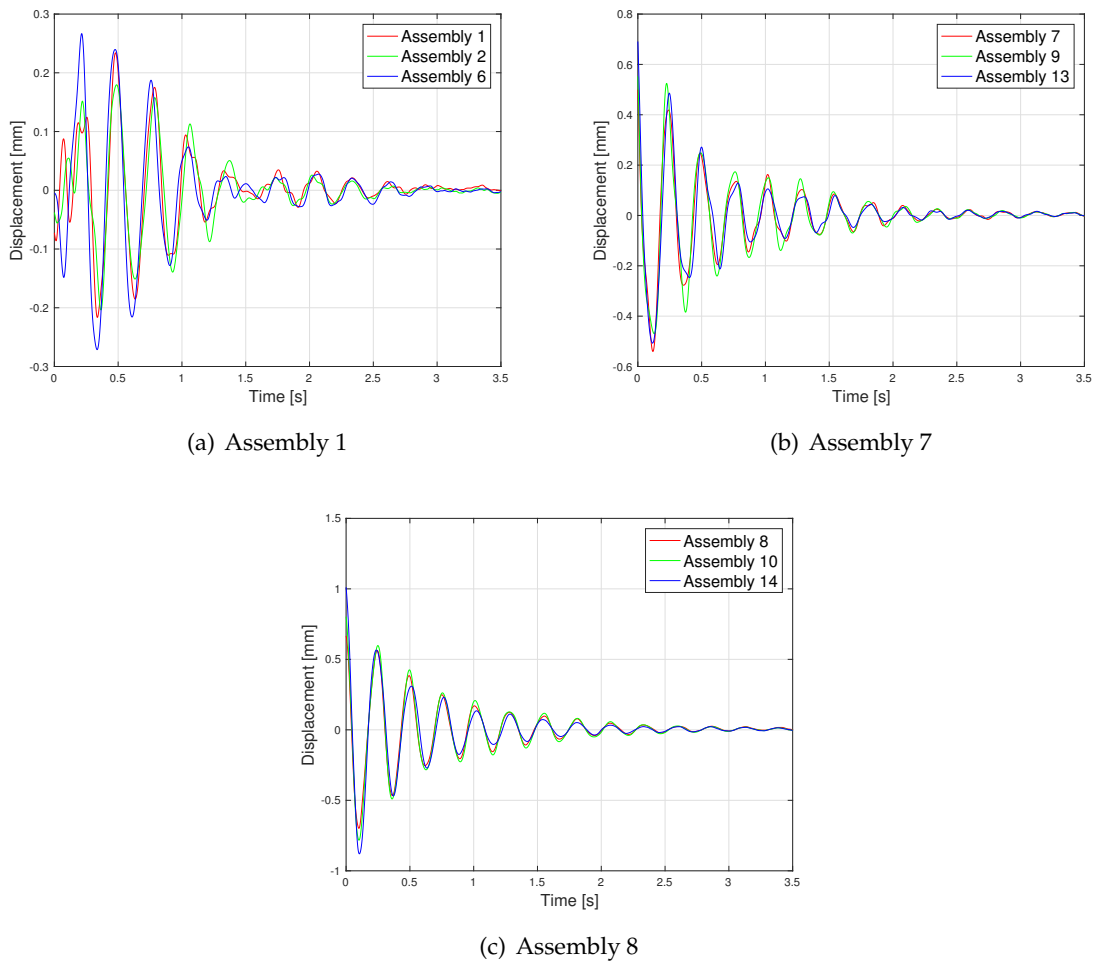 0.3
0.2
0.1
0
-0.1
-0.2
-0.3
Displacement [mm]
0 0.5 1 1.5 2 2.5 3 3.5
Time [s]
Assembly 1
Assembly 2
Assembly 6
(a) Assembly 1
0.8
0.6
0.4
0.2
0
-0.2
-0.4
-0.6
Displacement [mm]
0 0.5 1 1.5 2 2.5 3 3.5
Time [s]
Assembly 7
Assembly 9
Assembly 13
(b) Assembly 7
1.5
1
0.5
0
-0.5
-1
Displacement [mm]
0 0.5 1 1.5 2 2.5 3 3.5
Time [s]
Assembly 8
Assembly 10
Assembly 14
(c) Assembly 8